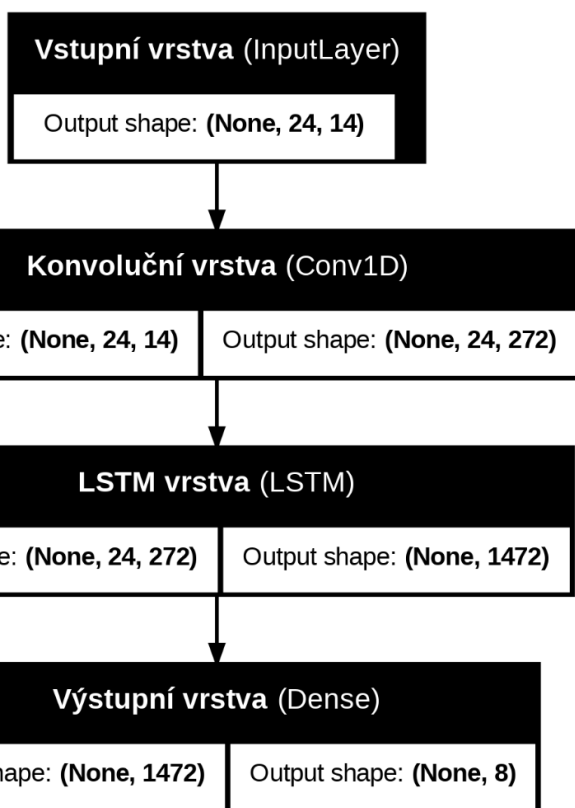 Vstupní vrstva (InputLayer)
Output shape: (None, 24, 14)
Konvoluční vrstva (Conv1D)
(None, 24, 14) Output shape: (None, 24, 272)
LSTM vrstva (LSTM)
(None, 24, 272) Output shape: (None, 1472)
Výstupní vrstva (Dense)
(None, 1472) Output shape: (None, 8)